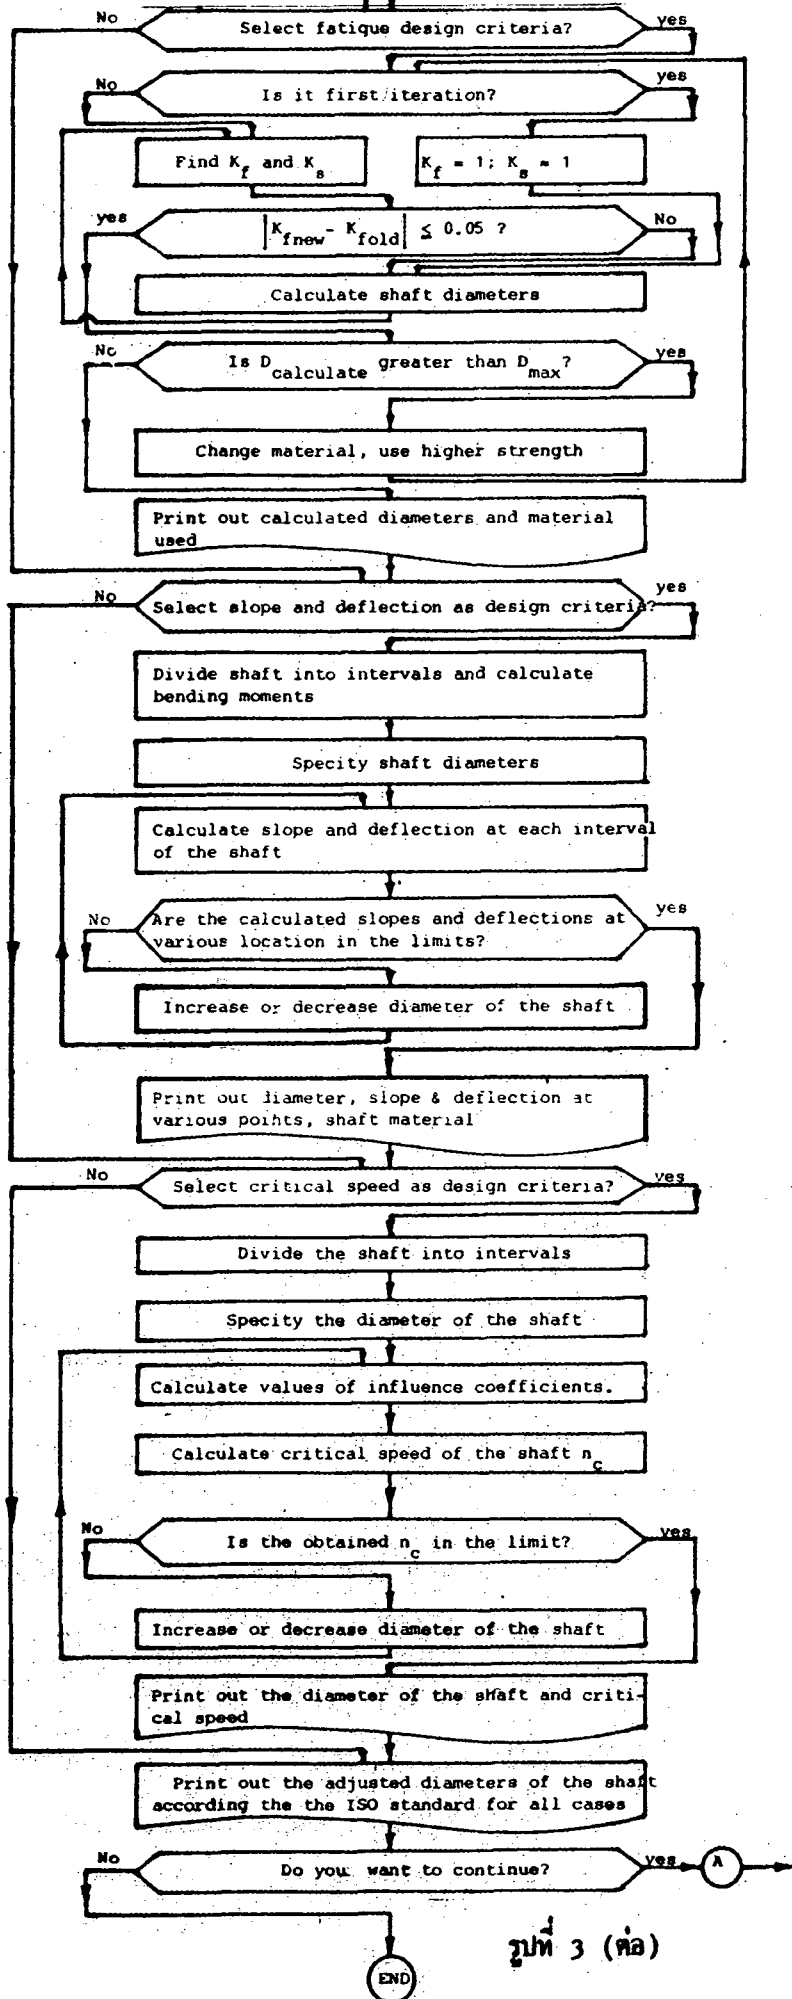 No
Select fatique design criteria?
yes
No
Is it first iteration?
yes
Find K_f and K_s
K_f = 1; K_s = 1
yes
|K_fnew - K_fold| ≤ 0.05 ?
No
Calculate shaft diameters
No
Is D_calculate greater than D_max?
yes
Change material, use higher strength
Print out calculated diameters and material
used
No
Select slope and deflection as design criteria?
yes
Divide shaft into intervals and calculate
bending moments
Specity shaft diameters
Calculate slope and deflection at each interval
of the shaft
No
Are the calculated slopes and deflections at
various location in the limits?
yes
Increase or decrease diameter of the shaft
Print out diameter, slope & deflection at
various points, shaft material
No
Select critical speed as design criteria?
yes
Divide the shaft into intervals
Specity the diameter of the shaft
Calculate values of influence coefficients.
Calculate critical speed of the shaft n_c
No
Is the obtained n_c in the limit?
yes
Increase or decrease diameter of the shaft
Print out the diameter of the shaft and criti-
cal speed
Print out the adjusted diameters of the shaft
according the the ISO standard for all cases
No
Do you want to continue?
yes
A
END
รูปที่ 3 (ต่อ)